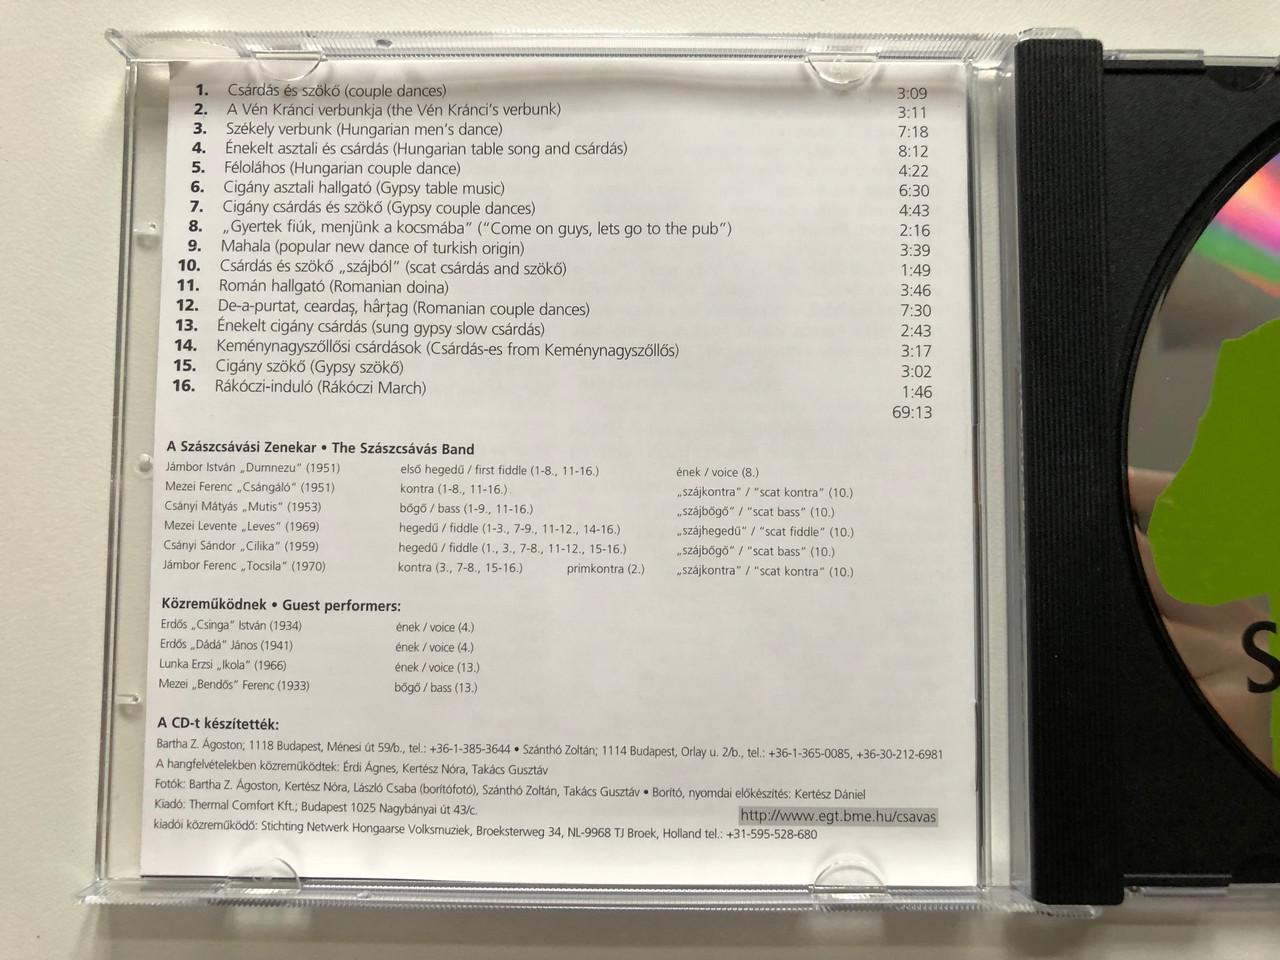 1. Csárdás és szökő (couple dances) 3:09
2. A Vén Kránci verbunkja (the Vén Kránci's verbunk) 3:11
3. Székely verbunk (Hungarian men's dance) 7:18
4. Énekelt asztali és csárdás (Hungarian table song and csárdás) 8:12
5. Féloláhos (Hungarian couple dance) 4:22
6. Cigány asztali hallgató (Gypsy table music) 6:30
7. Cigány csárdás és szökő (Gypsy couple dances) 4:43
8. „Gyertek fiúk, menjünk a kocsmába” (“Come on guys, lets go to the pub”) 2:16
9. Mahala (popular new dance of turkish origin) 3:39
10. Csárdás és szökő „szájból” (scat csárdás and szökő) 1:49
11. Román hallgató (Romanian doina) 3:46
12. De-a-purtat, ceardaş, hârţag (Romanian couple dances) 7:30
13. Énekelt cigány csárdás (sung gypsy slow csárdás) 2:43
14. Keménynagyszőllősi csárdások (Csárdás-es from Keménynagyszőllős) 3:17
15. Cigány szökő (Gypsy szökő) 3:02
16. Rákóczi-induló (Rákóczi March) 1:46
69:13
A Szászcsávási Zenekar • The Szászcsávás Band
Jámbor István „Dumnezu” (1951) első hegedű / first fiddle (1-8., 11-16.) ének / voice (8.)
Mezei Ferenc „Csángáló” (1951) kontra (1-8., 11-16.) „szájkontra” / “scat kontra” (10.)
Csányi Mátyás „Mutis” (1953) bőgő / bass (1-9., 11-16.) „szájbőgő” / “scat bass” (10.)
Mezei Levente „Leves” (1969) hegedű / fiddle (1-3., 7-9., 11-12., 14-16.) „szájhegedű” / “scat fiddle” (10.)
Csányi Sándor „Cilika” (1959) hegedű / fiddle (1., 3., 7-8., 11-12., 15-16.) „szájbőgő” / “scat bass” (10.)
Jámbor Ferenc „Tocsila” (1970) kontra (3., 7-8., 15-16.) primkontra (2.) „szájkontra” / “scat kontra” (10.)
Közreműködnek • Guest performers:
Erdős „Csinga” István (1934) ének / voice (4.)
Erdős „Dádá” János (1941) ének / voice (4.)
Lunka Erzsi „Ikola” (1966) ének / voice (13.)
Mezei „Bendős” Ferenc (1933) bőgő / bass (13.)
A CD-t készítették:
Bartha Z. Ágoston; 1118 Budapest, Ménesi út 59/b., tel.: +36-1-385-3644 • Szánthó Zoltán; 1114 Budapest, Orlay u. 2/b., tel.: +36-1-365-0085, +36-30-212-6981
A hangfelvételekben közreműködtek: Érdi Ágnes, Kertész Nóra, Takács Gusztáv
Fotók: Bartha Z. Ágoston, Kertész Nóra, László Csaba (borítófotó), Szánthó Zoltán, Takács Gusztáv • Borító, nyomdai előkészítés: Kertész Dániel
Kiadó: Thermal Comfort Kft.; Budapest 1025 Nagybányai út 43/c. http://www.egt.bme.hu/csavas
kiadói közreműködő: Stichting Netwerk Hongaarse Volksmuziek, Broeksterweg 34, NL-9968 TJ Broek, Holland tel.: +31-595-528-680
S